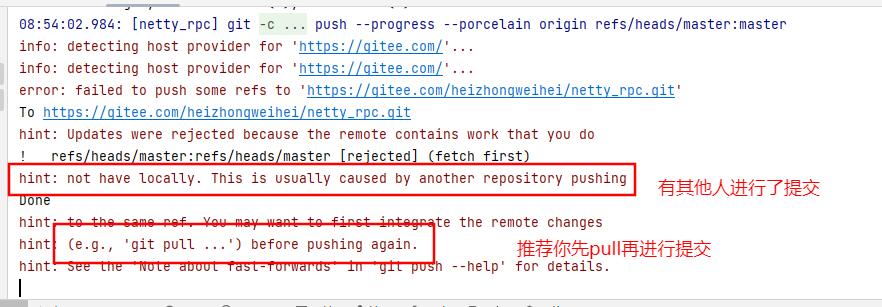 08:54:02.984: [netty_rpc] git -c ... push --progress --porcelain origin refs/heads/master:master
info: detecting host provider for 'https://gitee.com/'...
info: detecting host provider for 'https://gitee.com/'...
error: failed to push some refs to 'https://gitee.com/heizhongweihei/netty_rpc.git'
To https://gitee.com/heizhongweihei/netty_rpc.git
hint: Updates were rejected because the remote contains work that you do
!	refs/heads/master:refs/heads/master [rejected] (fetch first)
hint: not have locally. This is usually caused by another repository pushing
有其他人进行了提交
Done
hint: to the same ref. You may want to first integrate the remote changes
hint: (e.g., 'git pull ...') before pushing again.
推荐你先pull再进行提交
hint: See the 'Note about fast-forwards' in 'git push --help' for details.